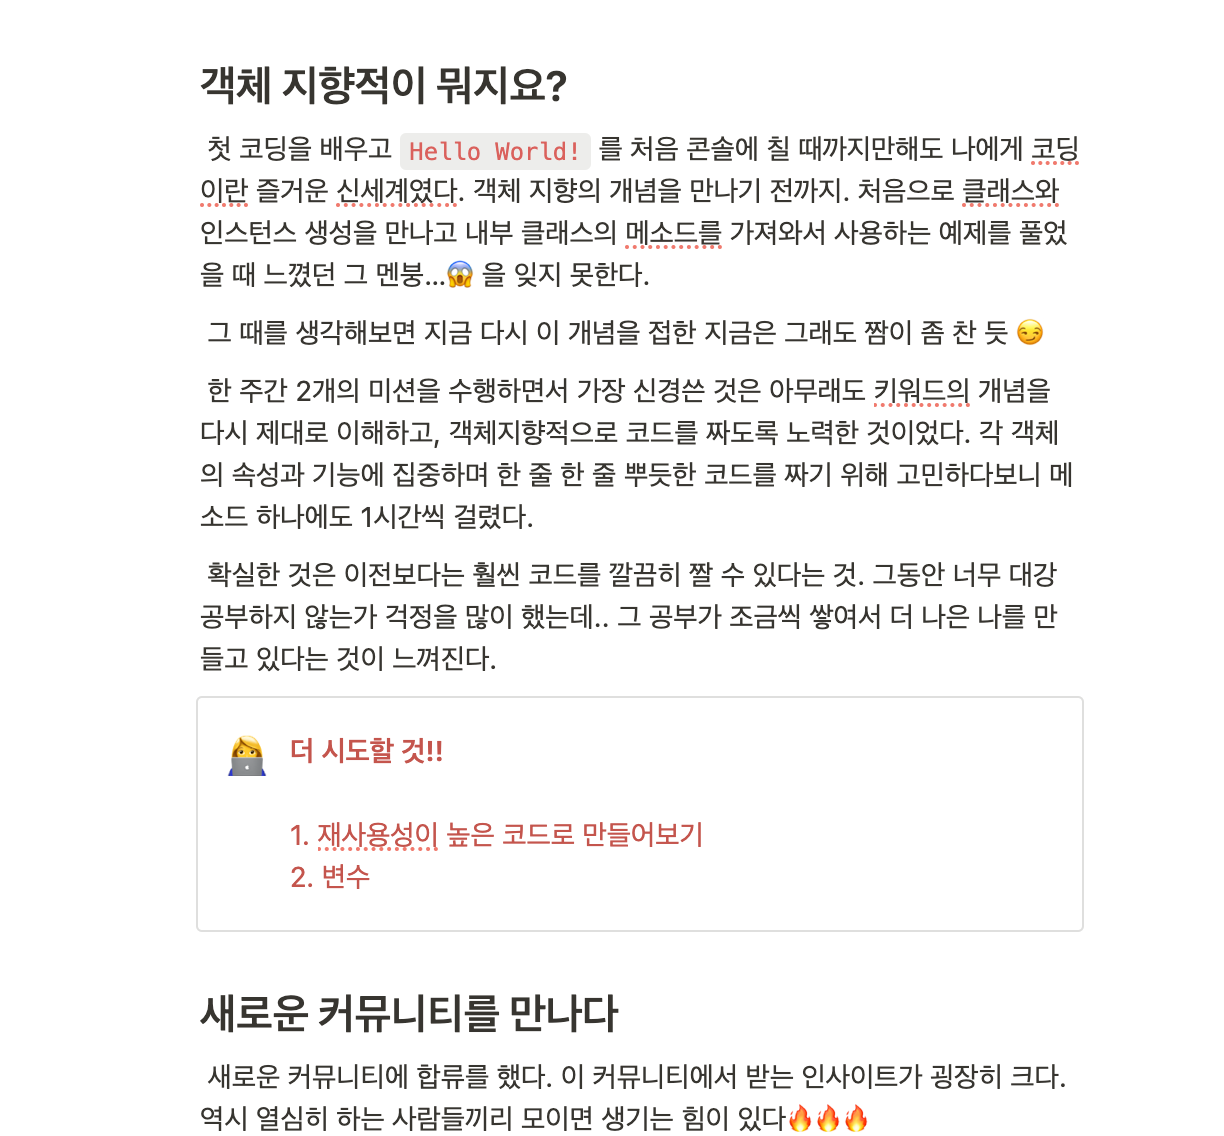 객체 지향적이 뭐지요?
첫 코딩을 배우고 Hello World! 를 처음 콘솔에 칠 때까지만해도 나에게 코딩
이란 즐거운 신세계였다. 객체 지향의 개념을 만나기 전까지. 처음으로 클래스와
인스턴스 생성을 만나고 내부 클래스의 메소드를 가져와서 사용하는 예제를 풀었
을 때 느꼈던 그 멘붕...😱 을 잊지 못한다.
그 때를 생각해보면 지금 다시 이 개념을 접한 지금은 그래도 짬이 좀 찬 듯 😏
한 주간 2개의 미션을 수행하면서 가장 신경쓴 것은 아무래도 키워드의 개념을
다시 제대로 이해하고, 객체지향적으로 코드를 짜도록 노력한 것이었다. 각 객체
의 속성과 기능에 집중하며 한 줄 한 줄 뿌듯한 코드를 짜기 위해 고민하다보니 메
소드 하나에도 1시간씩 걸렸다.
확실한 것은 이전보다는 훨씬 코드를 깔끔히 짤 수 있다는 것. 그동안 너무 대강
공부하지 않는가 걱정을 많이 했는데.. 그 공부가 조금씩 쌓여서 더 나은 나를 만
들고 있다는 것이 느껴진다.
👩‍💻 더 시도할 것!!
1. 재사용성이 높은 코드로 만들어보기
2. 변수
새로운 커뮤니티를 만나다
새로운 커뮤니티에 합류를 했다. 이 커뮤니티에서 받는 인사이트가 굉장히 크다.
역시 열심히 하는 사람들끼리 모이면 생기는 힘이 있다🔥🔥🔥